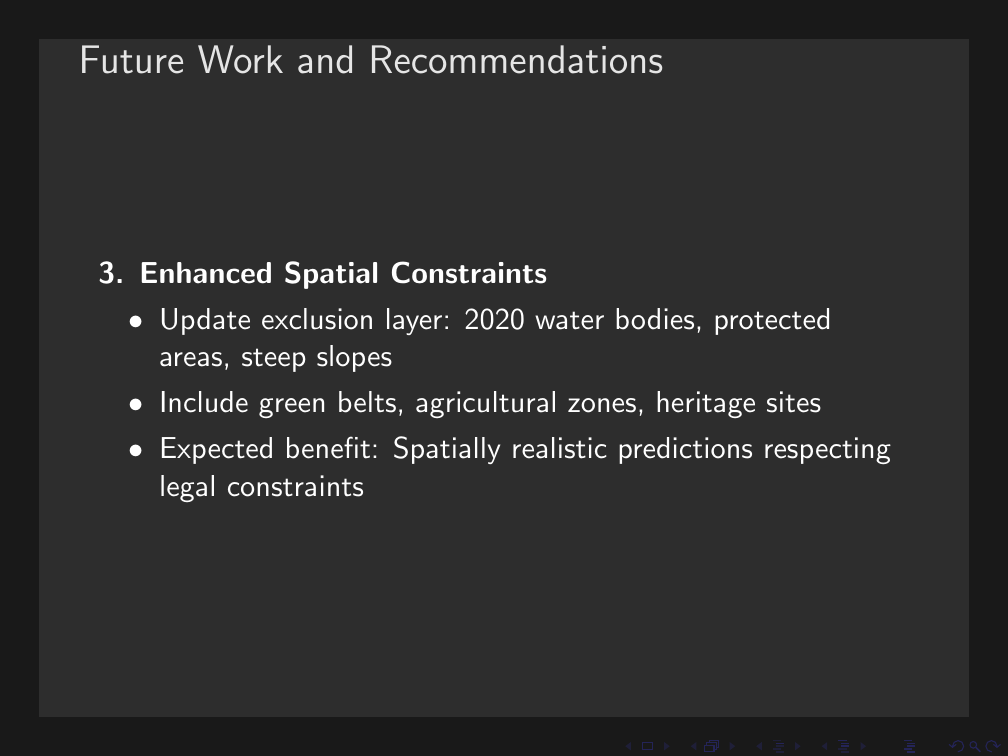 Future Work and Recommendations
3. Enhanced Spatial Constraints
• Update exclusion layer: 2020 water bodies, protected
areas, steep slopes
• Include green belts, agricultural zones, heritage sites
• Expected benefit: Spatially realistic predictions respecting
legal constraints